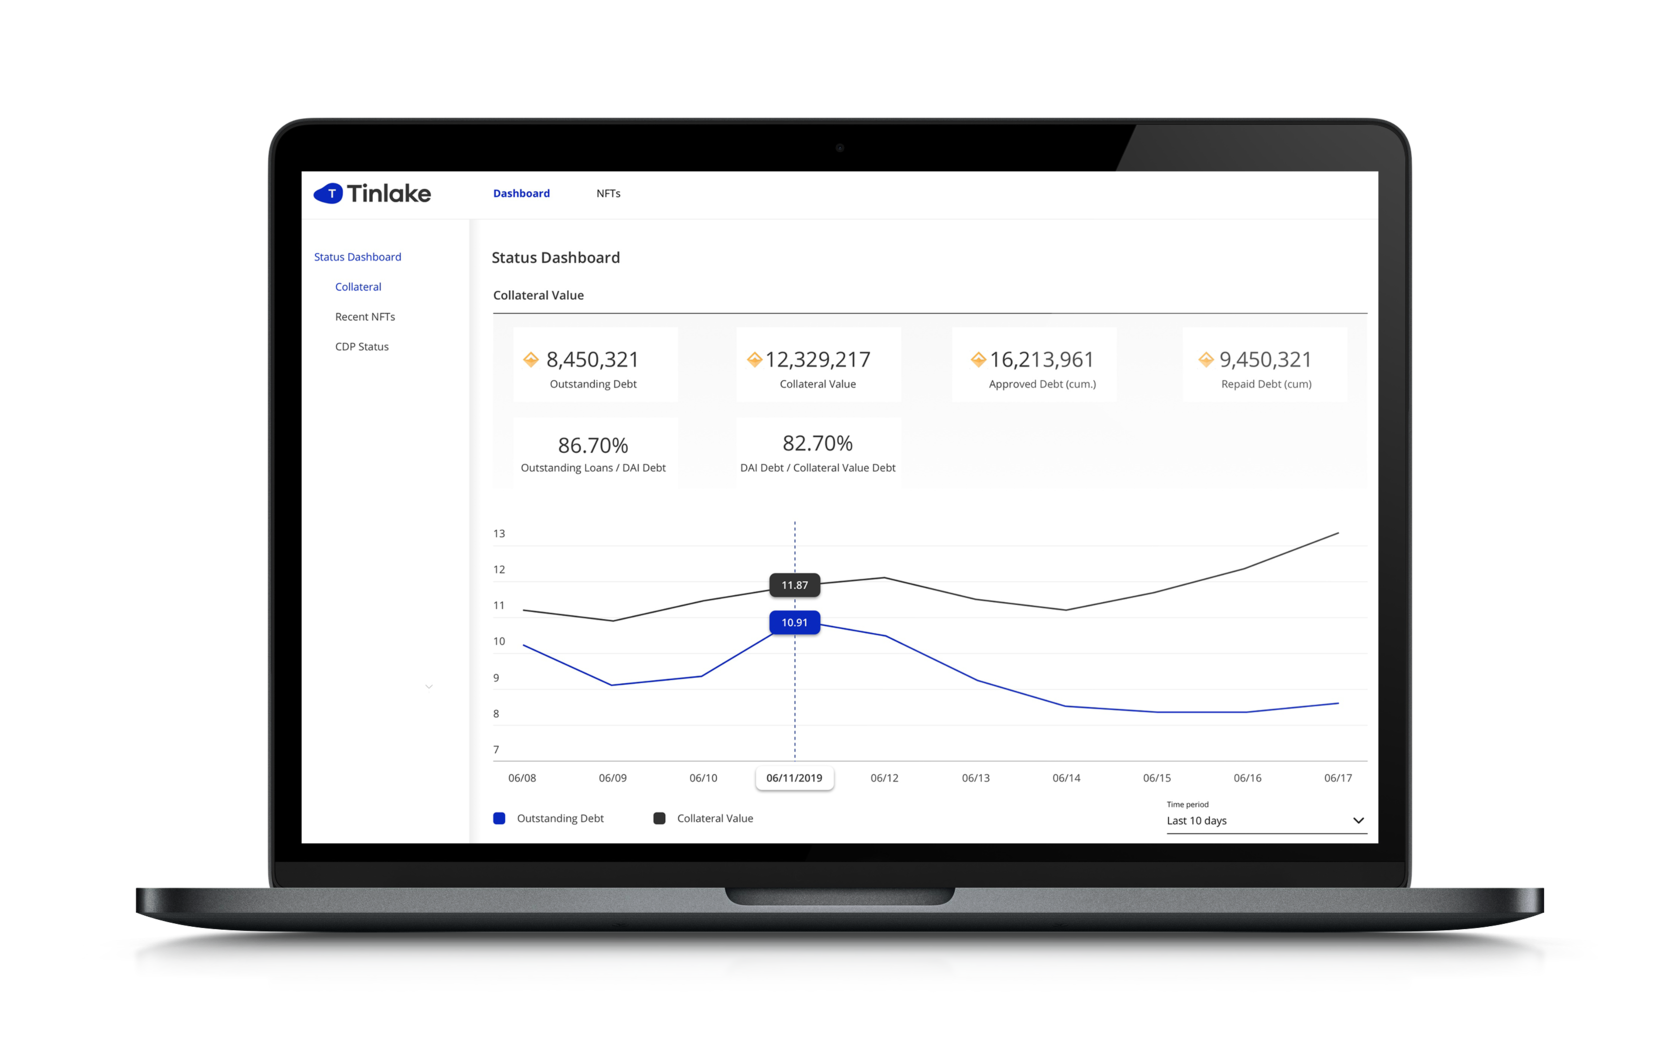 T Tinlake
Dashboard
NFTs
Status Dashboard
Collateral
Recent NFTs
CDP Status
Status Dashboard
Collateral Value
8,450,321
Outstanding Debt
12,329,217
Collateral Value
16,213,961
Approved Debt (cum.)
9,450,321
Repaid Debt (cum)
86.70%
Outstanding Loans / DAI Debt
82.70%
DAI Debt / Collateral Value Debt
13
12
11
10
9
8
7
11.87
10.91
06/08
06/09
06/10
06/11/2019
06/12
06/13
06/14
06/15
06/16
06/17
Outstanding Debt
Collateral Value
Time period
Last 10 days